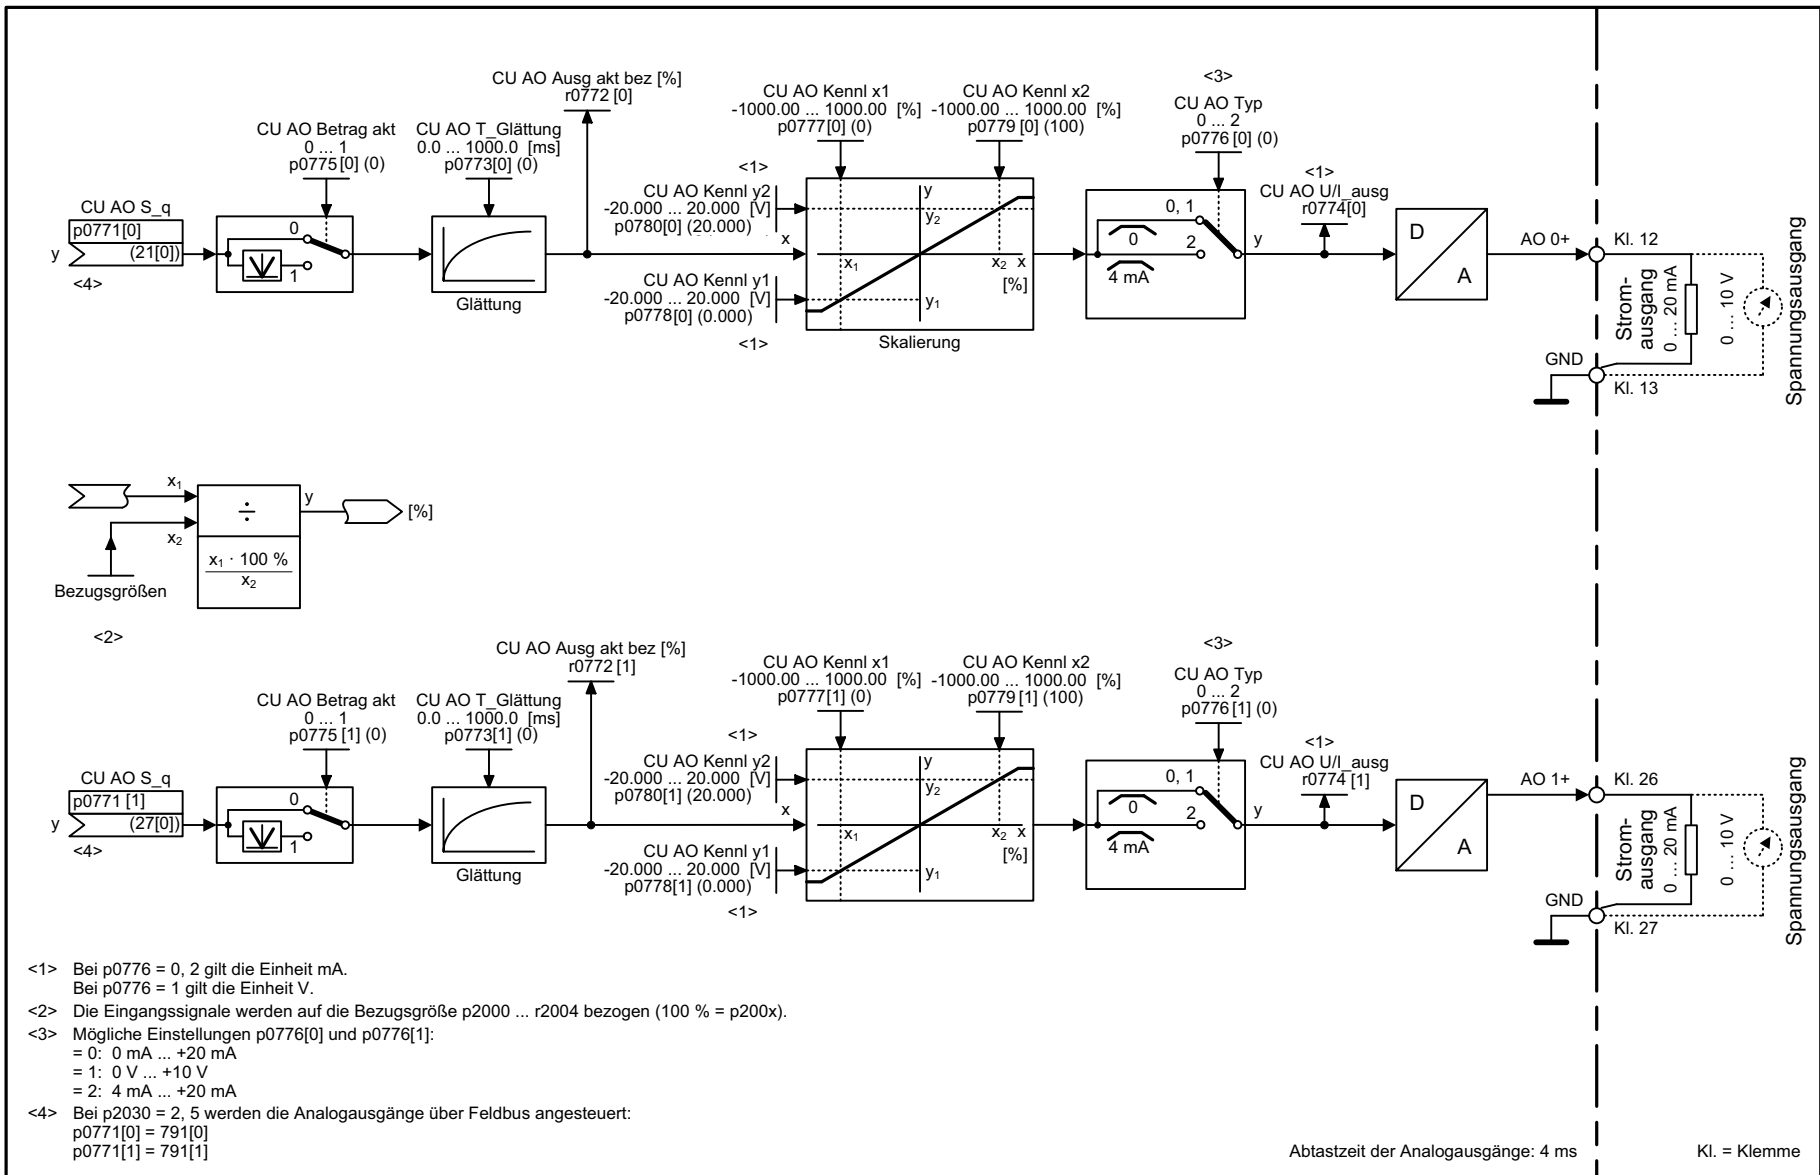 CU AO S_q
p0771[0]
(21[0])
y
<4>
CU AO Betrag akt
0 ... 1
p0775[0] (0)
0
1
CU AO T_Glättung
0.0 ... 1000.0 [ms]
p0773[0] (0)
Glättung
CU AO Ausg akt bez [%]
r0772 [0]
<1>
CU AO Kennl y2
-20.000 ... 20.000 [V]
p0780[0] (20.000)
x
CU AO Kennl y1
-20.000 ... 20.000 [V]
p0778[0] (0.000)
<1>
CU AO Kennl x1
-1000.00 ... 1000.00 [%]
p0777[0] (0)
CU AO Kennl x2
-1000.00 ... 1000.00 [%]
p0779 [0] (100)
y
y2
x1
x2 x
[%]
y1
Skalierung
<3>
CU AO Typ
0 ... 2
p0776 [0] (0)
0, 1
0
2
4 mA
y
<1>
CU AO U/I_ausg
r0774[0]
D
A
AO 0+
Kl. 12
Strom-
ausgang
0 ... 20 mA
0 ... 10 V
Spannungsausgang
GND
Kl. 13
x1
x2
÷
x1 · 100 %
x2
y
[%]
Bezugsgrößen
<2>
CU AO S_q
p0771 [1]
(27[0])
y
<4>
CU AO Betrag akt
0 ... 1
p0775 [1] (0)
0
1
CU AO T_Glättung
0.0 ... 1000.0 [ms]
p0773[1] (0)
Glättung
CU AO Ausg akt bez [%]
r0772 [1]
<1>
CU AO Kennl y2
-20.000 ... 20.000 [V]
p0780[1] (20.000)
x
CU AO Kennl y1
-20.000 ... 20.000 [V]
p0778[1] (0.000)
<1>
CU AO Kennl x1
-1000.00 ... 1000.00 [%]
p0777[1] (0)
CU AO Kennl x2
-1000.00 ... 1000.00 [%]
p0779 [1] (100)
y
y2
x1
x2 x
[%]
y1
<3>
CU AO Typ
0 ... 2
p0776 [1] (0)
0, 1
0
2
4 mA
y
<1>
CU AO U/I_ausg
r0774 [1]
D
A
AO 1+
Kl. 26
Strom-
ausgang
0 ... 20 mA
0 ... 10 V
Spannungsausgang
GND
Kl. 27
<1> Bei p0776 = 0, 2 gilt die Einheit mA.
Bei p0776 = 1 gilt die Einheit V.
<2> Die Eingangssignale werden auf die Bezugsgröße p2000 ... r2004 bezogen (100 % = p200x).
<3> Mögliche Einstellungen p0776[0] und p0776[1]:
= 0: 0 mA ... +20 mA
= 1: 0 V ... +10 V
= 2: 4 mA ... +20 mA
<4> Bei p2030 = 2, 5 werden die Analogausgänge über Feldbus angesteuert:
p0771[0] = 791[0]
p0771[1] = 791[1]
Abtastzeit der Analogausgänge: 4 ms
Kl. = Klemme